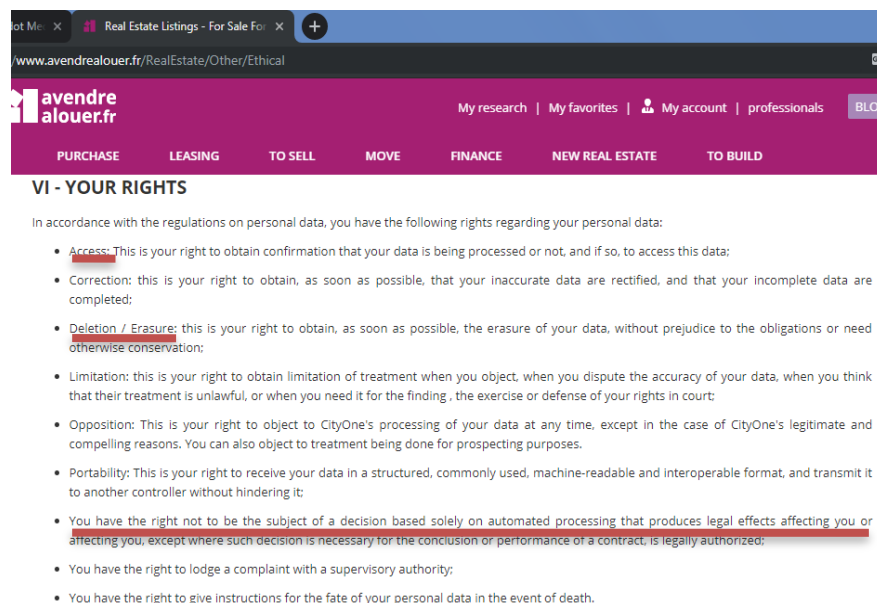 lot Me
Real Estate Listings - For Sale For
/www.avendrealouer.fr/RealEstate/Other/Ethical
avendre
alouer.fr
My research | My favorites | My account | professionals BLO
PURCHASE LEASING TO SELL MOVE FINANCE NEW REAL ESTATE TO BUILD
VI - YOUR RIGHTS
In accordance with the regulations on personal data, you have the following rights regarding your personal data:
• Access: This is your right to obtain confirmation that your data is being processed or not, and if so, to access this data;
• Correction: this is your right to obtain, as soon as possible, that your inaccurate data are rectified, and that your incomplete data are
completed;
• Deletion / Erasure: this is your right to obtain, as soon as possible, the erasure of your data, without prejudice to the obligations or need
otherwise conservation;
• Limitation: this is your right to obtain limitation of treatment when you object, when you dispute the accuracy of your data, when you think
that their treatment is unlawful, or when you need it for the finding , the exercise or defense of your rights in court;
• Opposition: This is your right to object to CityOne's processing of your data at any time, except in the case of CityOne's legitimate and
compelling reasons. You can also object to treatment being done for prospecting purposes.
• Portability: This is your right to receive your data in a structured, commonly used, machine-readable and interoperable format, and transmit it
to another controller without hindering it;
• You have the right not to be the subject of a decision based solely on automated processing that produces legal effects affecting you or
affecting you, except where such decision is necessary for the conclusion or performance of a contract, is legally authorized;
• You have the right to lodge a complaint with a supervisory authority;
• You have the right to give instructions for the fate of your personal data in the event of death.